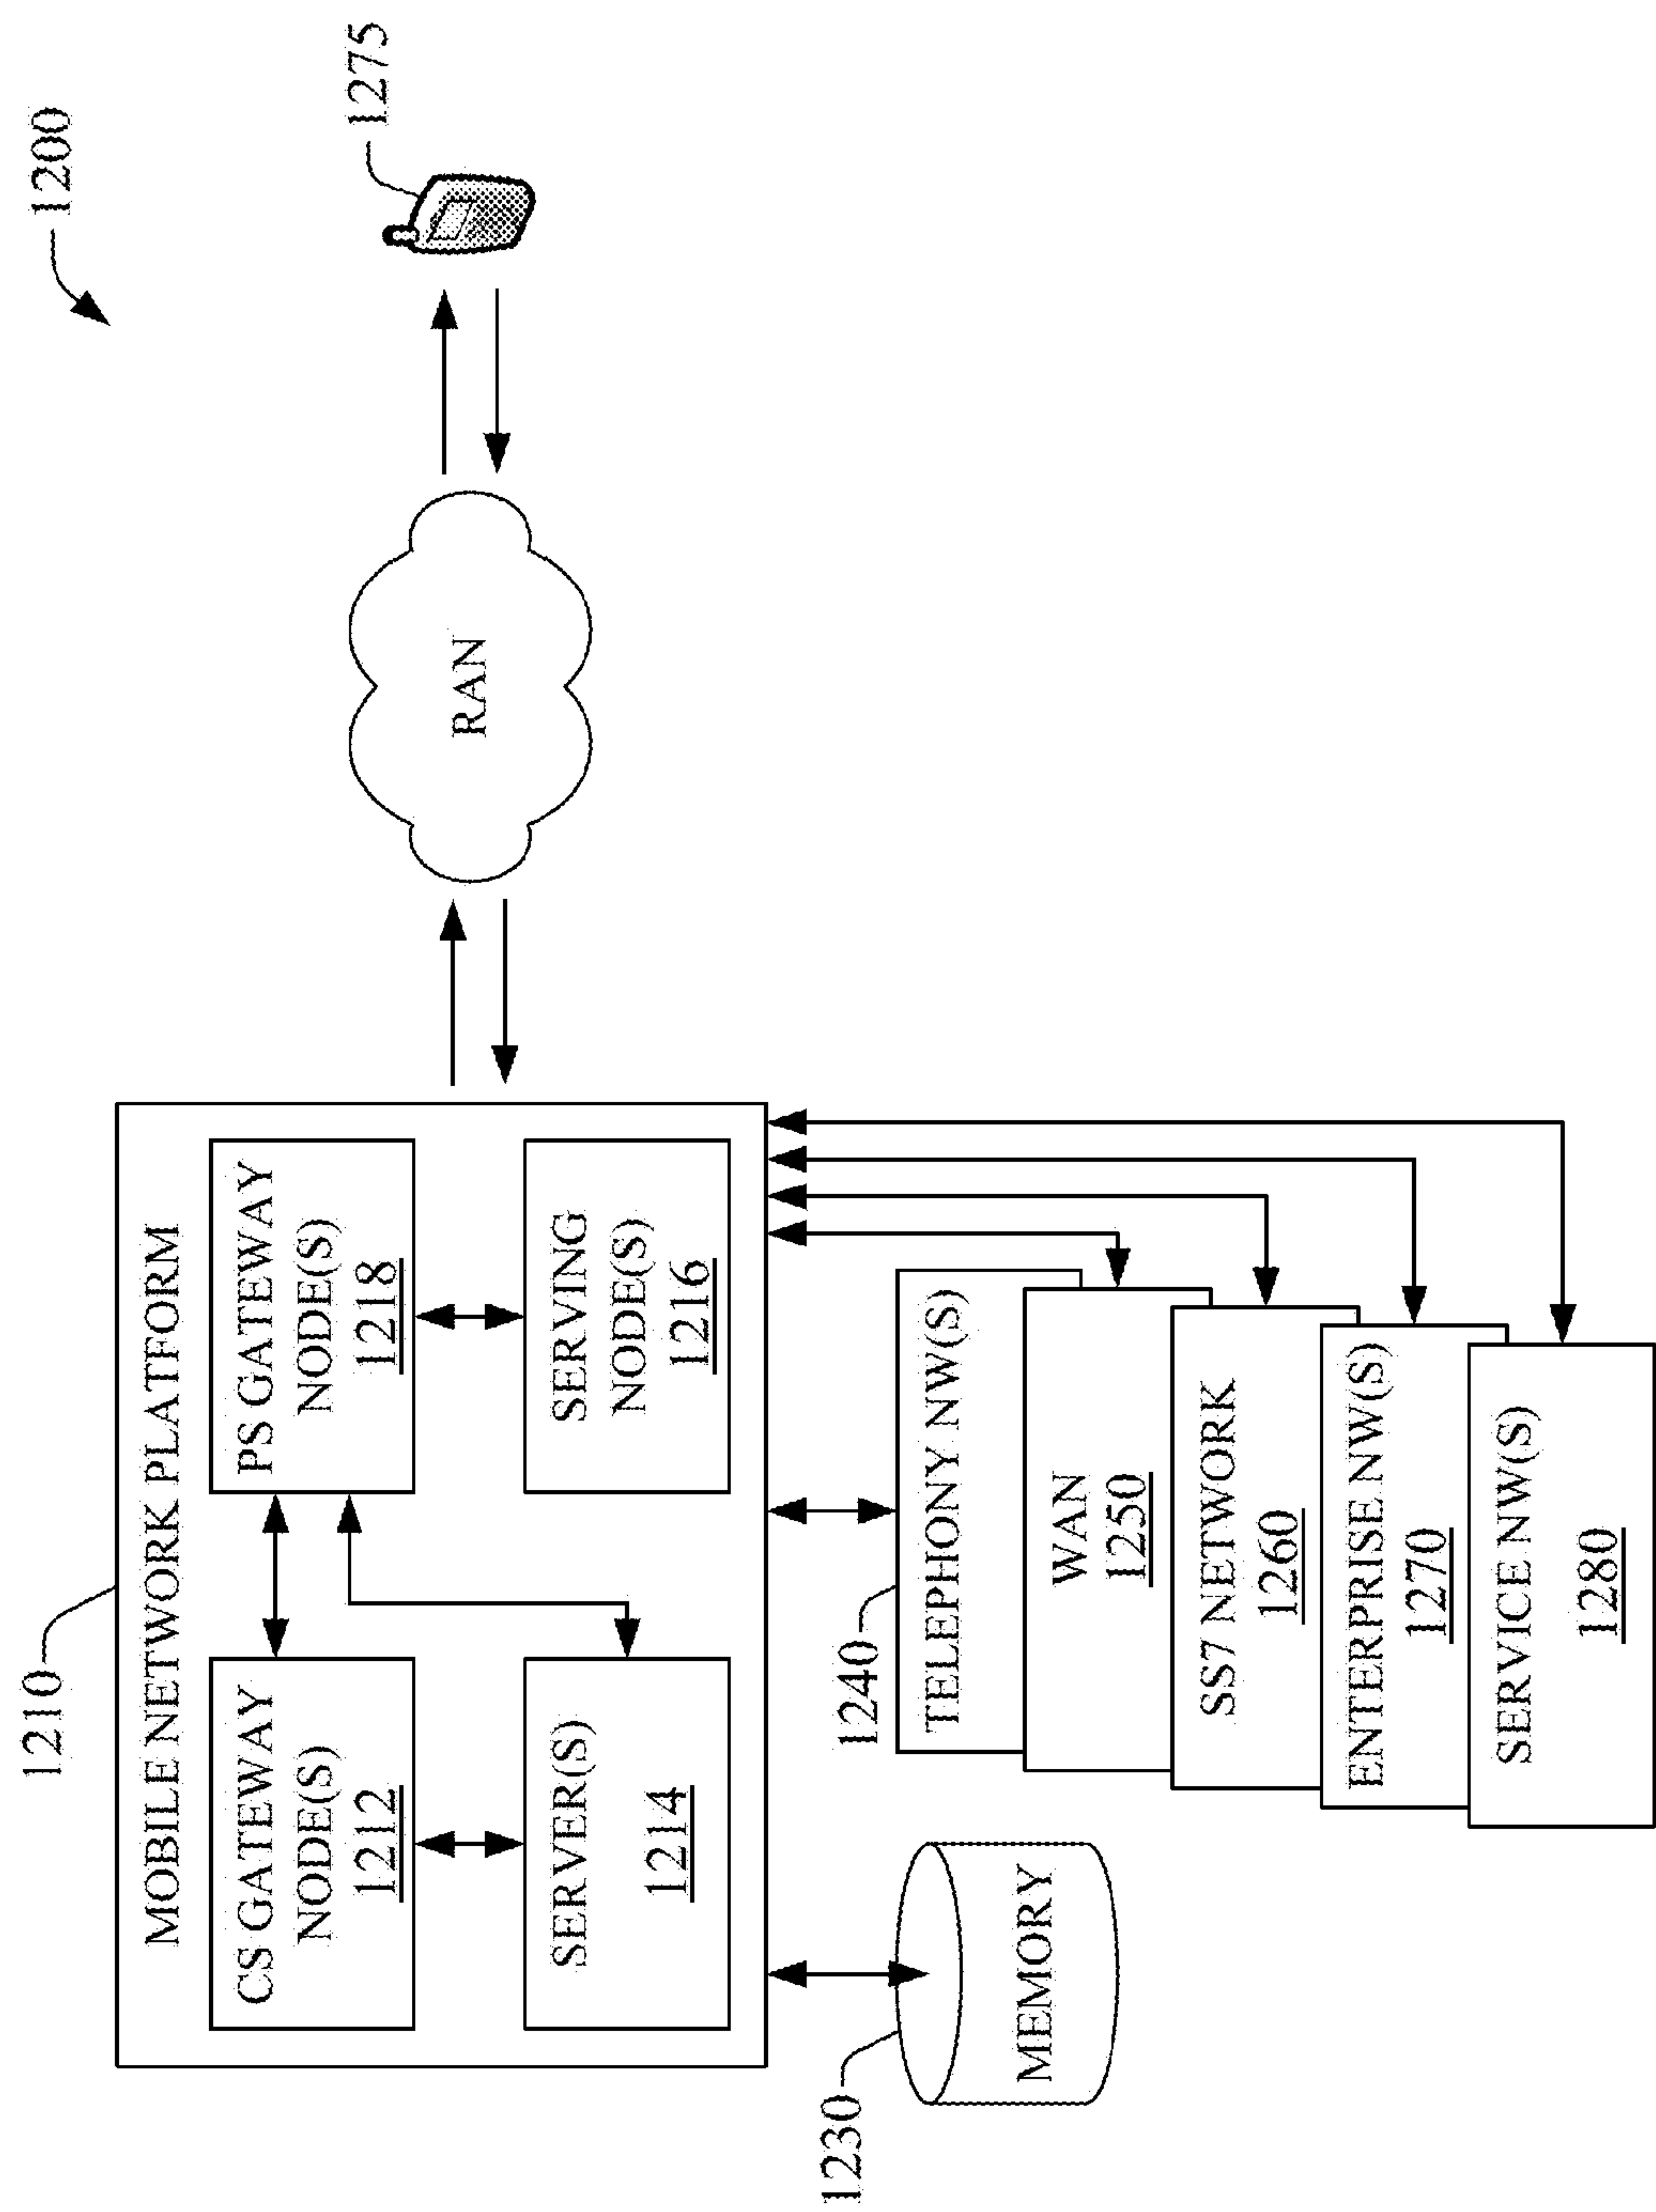 1200
1210
MOBILE NETWORK PLATFORM
CS GATEWAY
NODE(S)
1212
PS GATEWAY
NODE(S)
1218
SERVER(S)
1214
SERVING
NODE(S)
1216
RAN
1275
1230
MEMORY
1240
TELEPHONY NW(S)
WAN
1250
SS7 NETWORK
1260
ENTERPRISE NW(S)
1270
SERVICE NW(S)
1280